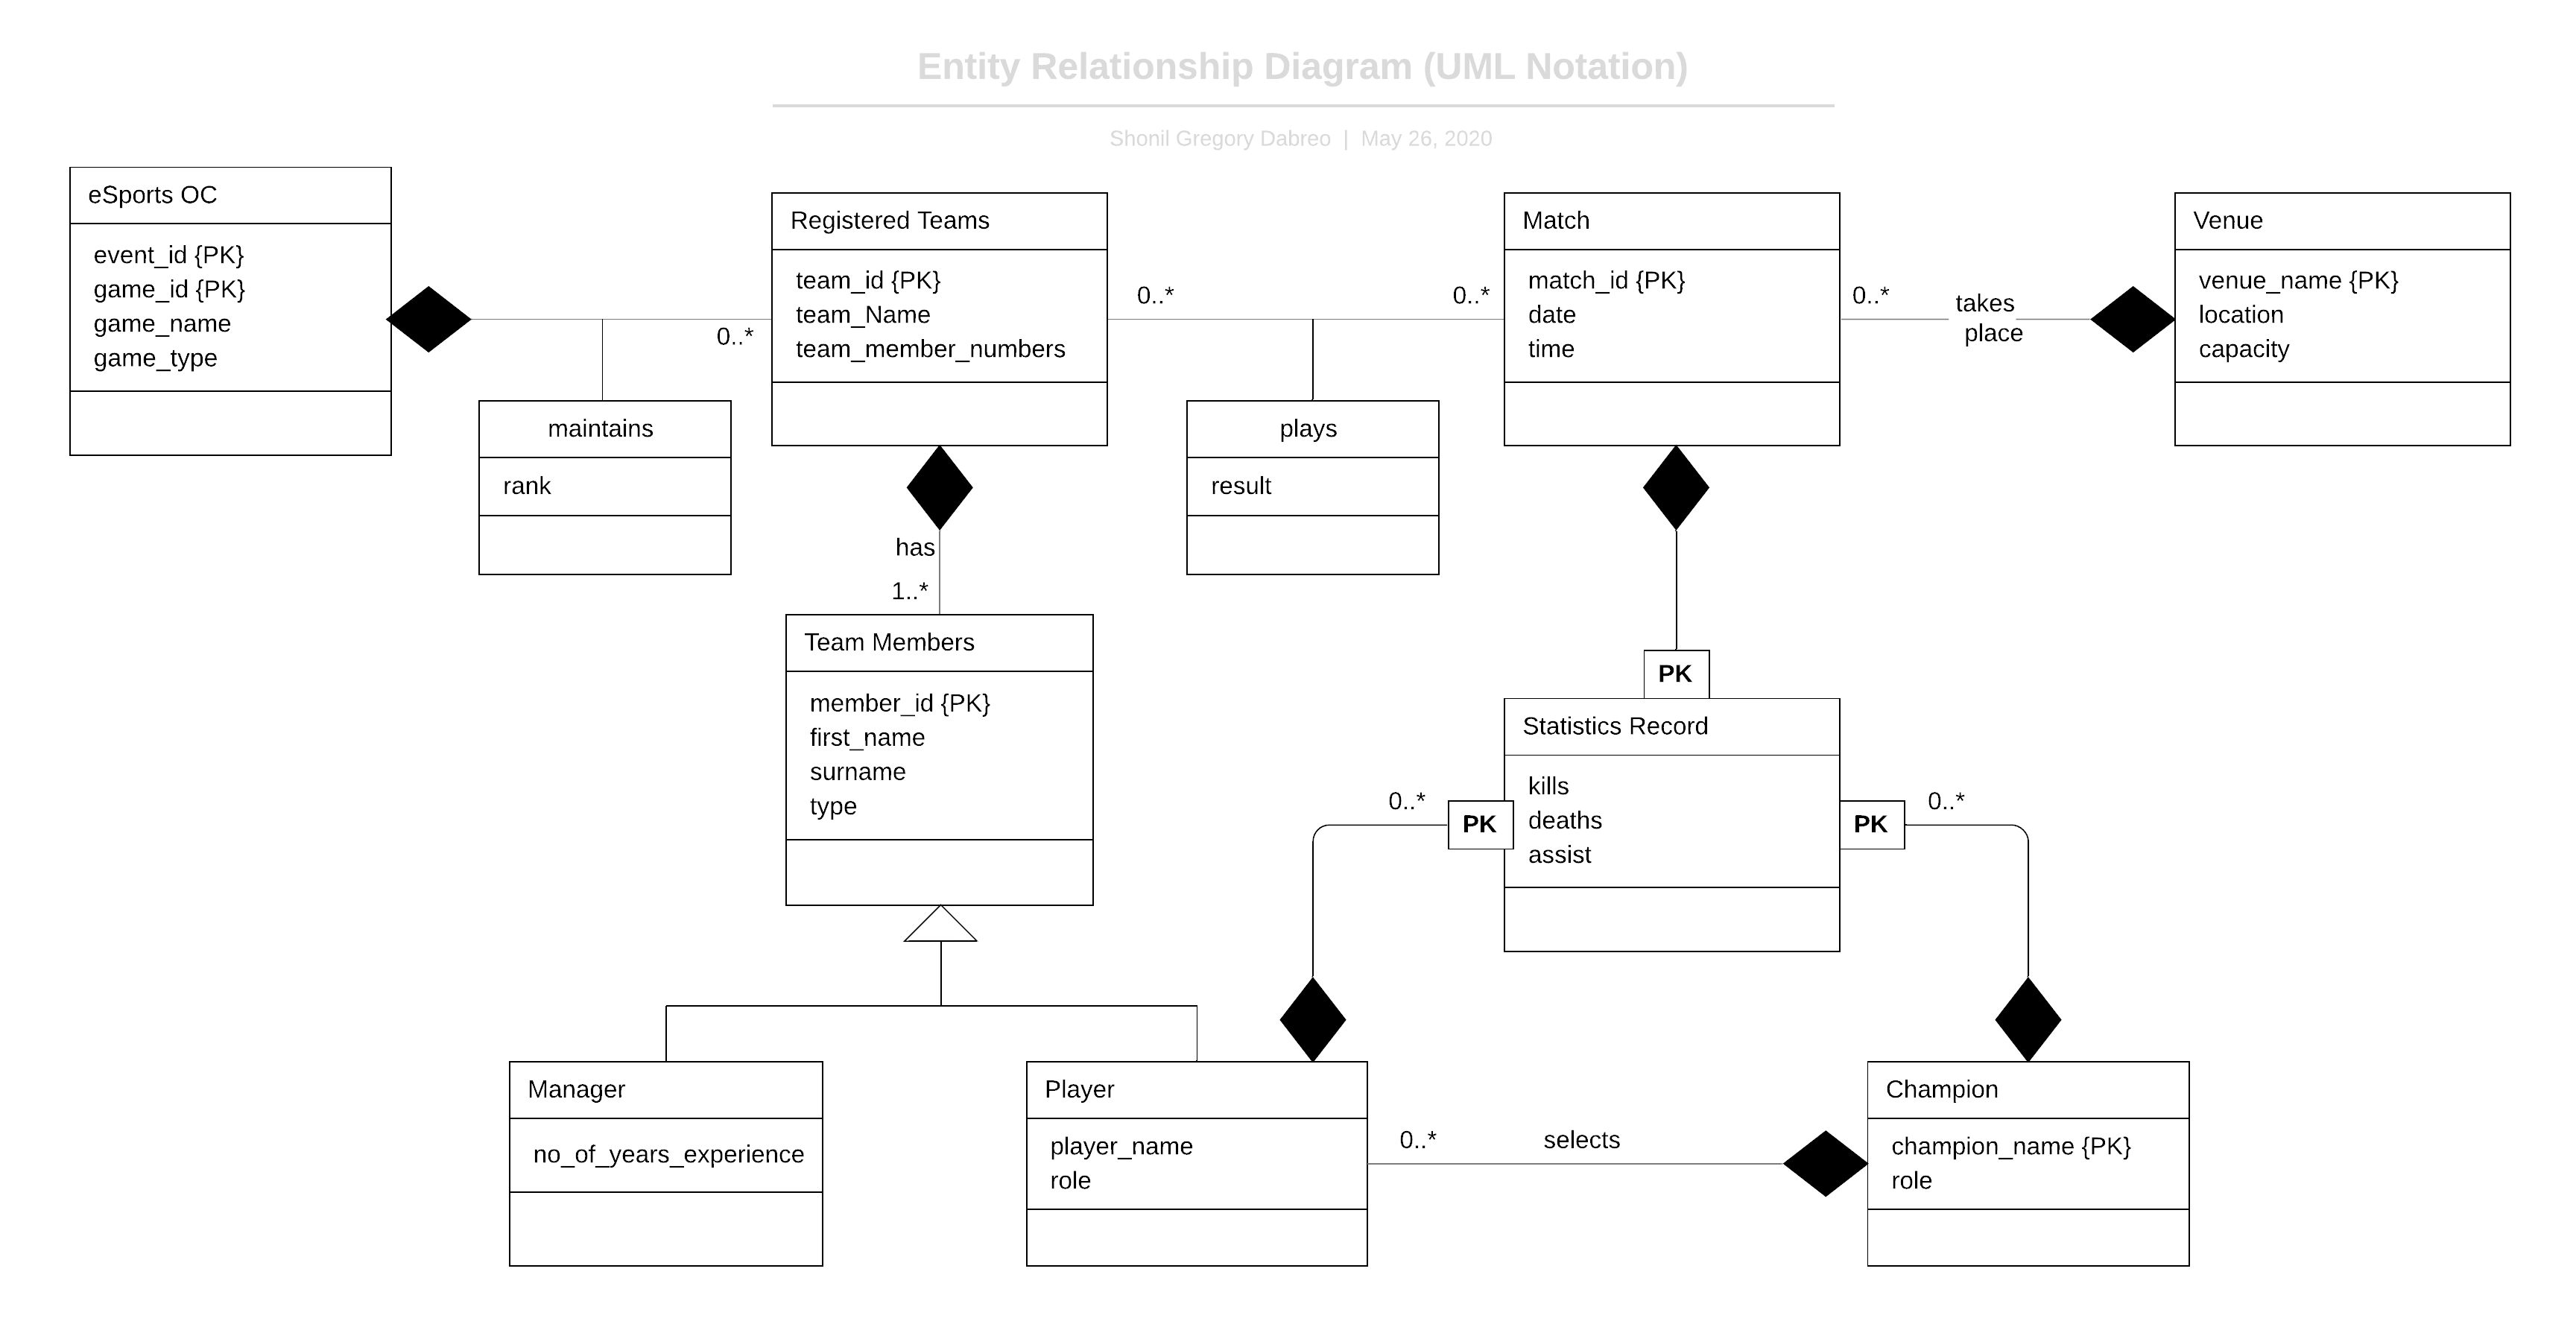 Entity Relationship Diagram (UML Notation)
Shonil Gregory Dabreo | May 26, 2020
eSports OC
event_id {PK}
game_id {PK}
game_name
game_type
0..*
maintains
rank
Registered Teams
team_id {PK}
team_Name
team_member_numbers
0..*
0..*
plays
result
Match
match_id {PK}
date
time
0..*
takes
place
Venue
venue_name {PK}
location
capacity
has
1..*
Team Members
member_id {PK}
first_name
surname
type
PK
Statistics Record
kills
deaths
assist
0..*
PK
PK
0..*
Manager
no_of_years_experience
Player
player_name
role
0..*
selects
Champion
champion_name {PK}
role